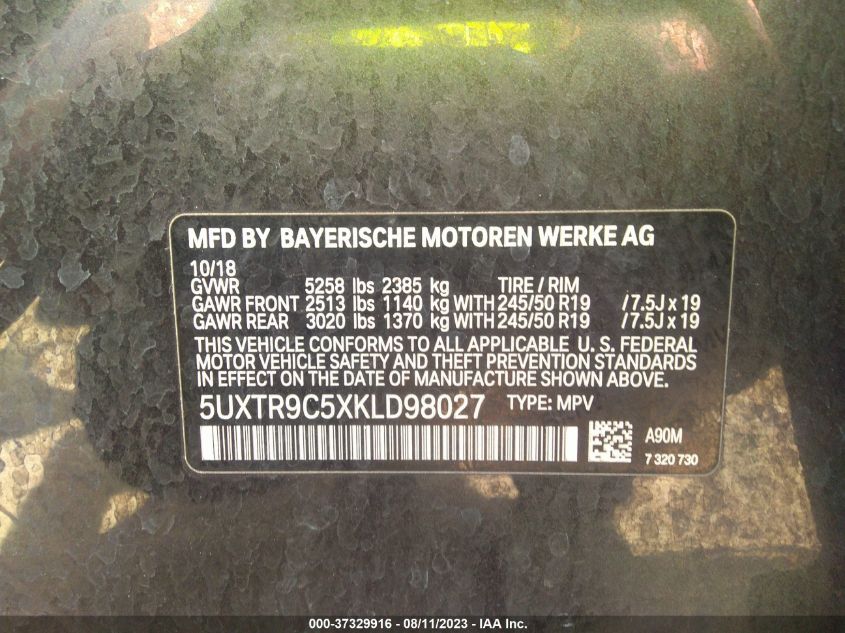 MFD BY BAYERISCHE MOTOREN WERKE AG
10/18
GVWR 5258 lbs 2385 kg TIRE / RIM
GAWR FRONT 2513 lbs 1140 kg WITH 245/50 R19 /7.5J x 19
GAWR REAR 3020 lbs 1370 kg WITH 245/50 R19 /7.5J x 19
THIS VEHICLE CONFORMS TO ALL APPLICABLE U. S. FEDERAL
MOTOR VEHICLE SAFETY AND THEFT PREVENTION STANDARDS
IN EFFECT ON THE DATE OF MANUFACTURE SHOWN ABOVE.
5UXTR9C5XKLD98027 TYPE: MPV
A90M
7 320 730
000-37329916 - 08/11/2023 - IAA Inc.